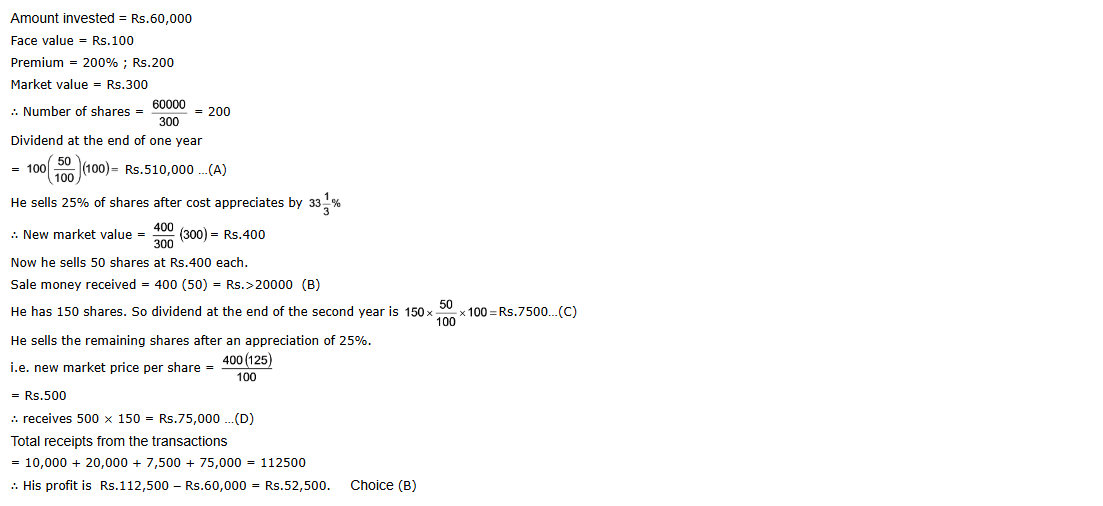 Amount invested = Rs.60,000
Face value = Rs.100
Premium = 200% ; Rs.200
Market value = Rs.300
∴ Number of shares = 60000/300 = 200
Dividend at the end of one year
= 100(50/100)(100)= Rs.510,000 ...(A)
He sells 25% of shares after cost appreciates by 33 1/3%
∴ New market value = 400/300 (300) = Rs.400
Now he sells 50 shares at Rs.400 each.
Sale money received = 400 (50) = Rs.>20000 (B)
He has 150 shares. So dividend at the end of the second year is 150 × 50/100 × 100 = Rs.7500...(C)
He sells the remaining shares after an appreciation of 25%.
i.e. new market price per share = 400(125)/100
= Rs.500
∴ receives 500 × 150 = Rs.75,000 ...(D)
Total receipts from the transactions
= 10,000 + 20,000 + 7,500 + 75,000 = 112500
∴ His profit is Rs.112,500 – Rs.60,000 = Rs.52,500. Choice (B)